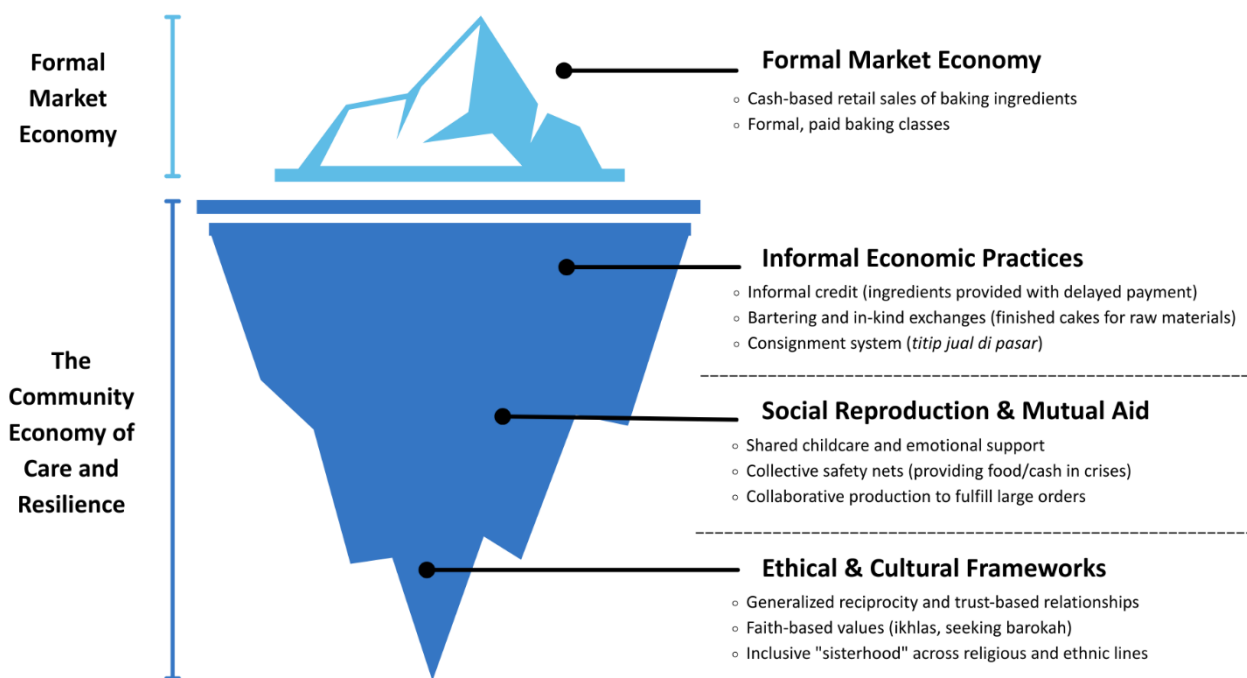 Formal
Market
Economy
Formal Market Economy
Cash-based retail sales of baking ingredients
Formal, paid baking classes
The
Community
Economy of
Care and
Resilience
Informal Economic Practices
Informal credit (ingredients provided with delayed payment)
Bartering and in-kind exchanges (finished cakes for raw materials)
Consignment system (titip jual di pasar)
Social Reproduction & Mutual Aid
Shared childcare and emotional support
Collective safety nets (providing food/cash in crises)
Collaborative production to fulfill large orders
Ethical & Cultural Frameworks
Generalized reciprocity and trust-based relationships
Faith-based values (ikhlas, seeking barokah)
Inclusive "sisterhood" across religious and ethnic lines